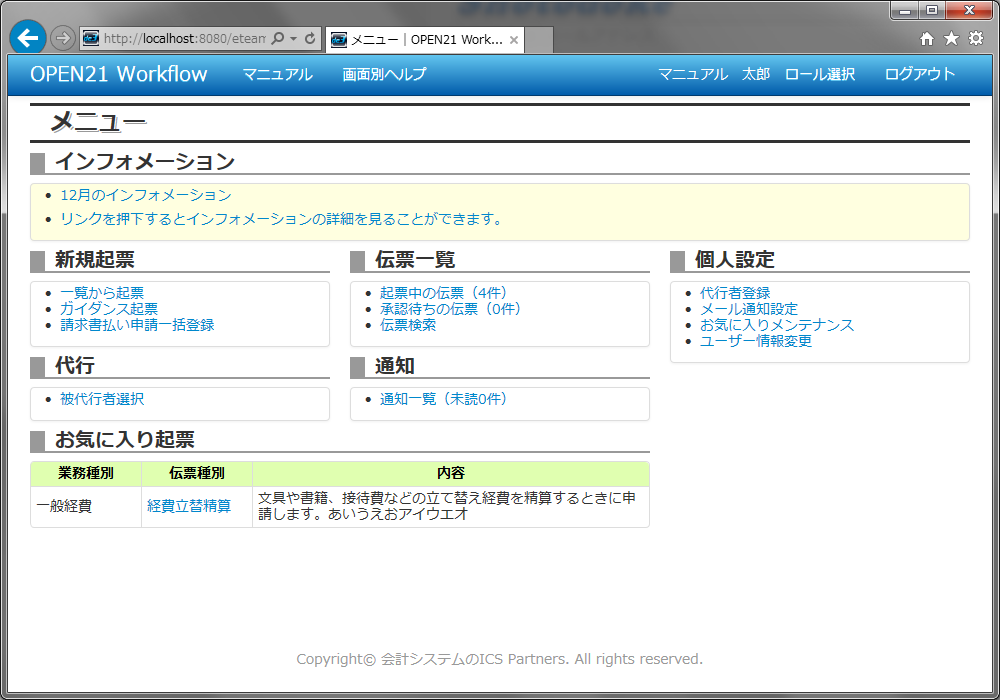 http://localhost:8080/eteam
メニュー | OPEN21 Work...
OPEN21 Workflow マニュアル 画面別ヘルプ マニュアル 太郎 ロール選択 ログアウト
メニュー
インフォメーション
12月のインフォメーション
リンクを押下するとインフォメーションの詳細を見ることができます。
新規起票
一覧から起票
ガイダンス起票
請求書払い申請一括登録
伝票一覧
起票中の伝票（4件）
承認待ちの伝票（0件）
伝票検索
個人設定
代行者登録
メール通知設定
お気に入りメンテナンス
ユーザー情報変更
代行
被代行者選択
通知
通知一覧（未読0件）
お気に入り起票
業務種別 伝票種別 内容
一般経費 経費立替精算 文具や書籍、接待費などの立て替え経費を精算するときに申
請します。あいうえおアイウエオ
Copyright© 会計システムのICS Partners. All rights reserved.